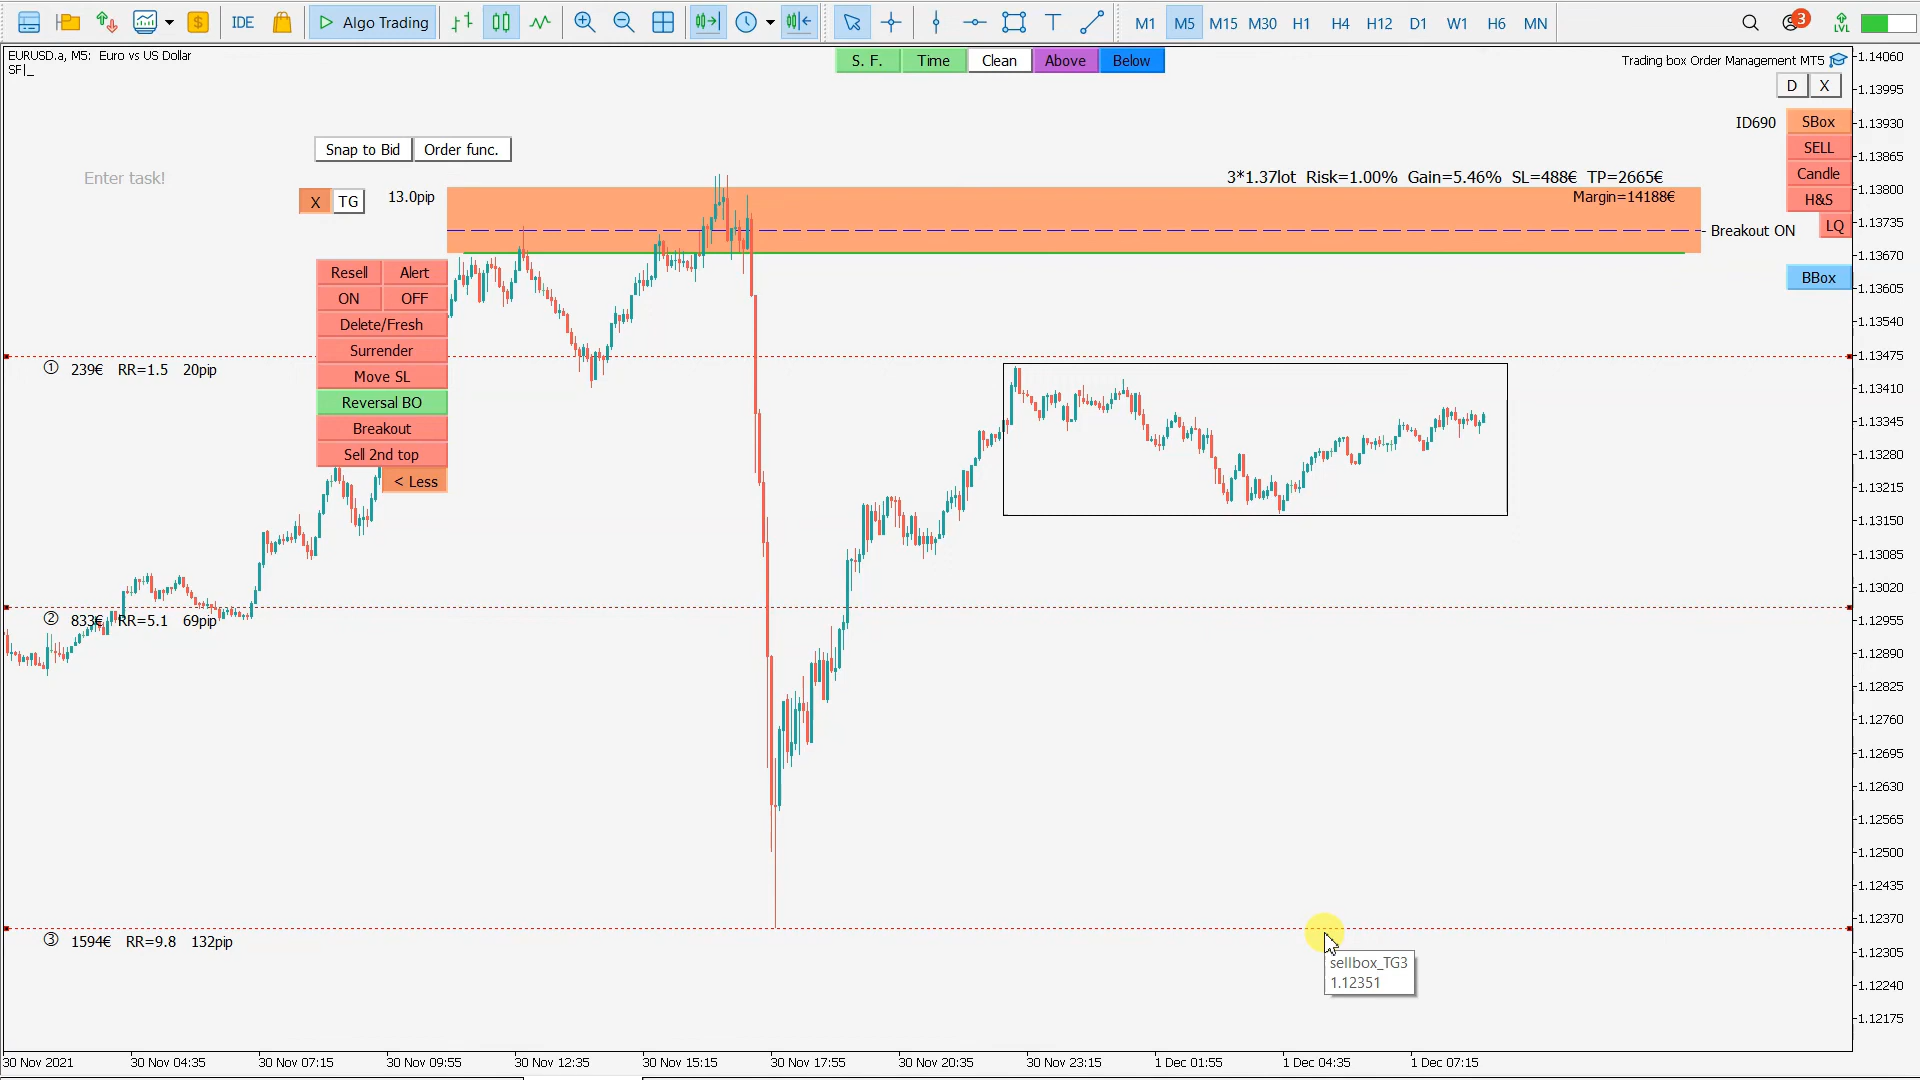 IDE
Algo Trading
M1 M5 M15 M30 H1 H4 H12 D1 W1 H6 MN
3
LVL
EURUSD.a, M5: Euro vs US Dollar
SF|_
S. F. Time Clean Above Below
Trading box Order Management MT5
D X
ID690
SBox
SELL
Candle
H&S
LQ
BBox
Snap to Bid Order func.
Enter task!
X TG 13.0pip
3*1.37lot Risk=1.00% Gain=5.46% SL=488€ TP=2665€
Margin=14188€
- Breakout ON
Resell Alert
ON OFF
Delete/Fresh
Surrender
Move SL
Reversal BO
Breakout
Sell 2nd top
< Less
① 239€ RR=1.5 20pip
② 833€ RR=5.1 69pip
③ 1594€ RR=9.8 132pip
sellbox_TG3
1.12351
1.14060
1.13995
1.13930
1.13865
1.13800
1.13735
1.13670
1.13605
1.13540
1.13475
1.13410
1.13345
1.13280
1.13215
1.13150
1.13085
1.13020
1.12955
1.12890
1.12825
1.12760
1.12695
1.12630
1.12565
1.12500
1.12435
1.12370
1.12305
1.12240
1.12175
30 Nov 2021 30 Nov 04:35 30 Nov 07:15 30 Nov 09:55 30 Nov 12:35 30 Nov 15:15 30 Nov 17:55 30 Nov 20:35 30 Nov 23:15 1 Dec 01:55 1 Dec 04:35 1 Dec 07:15